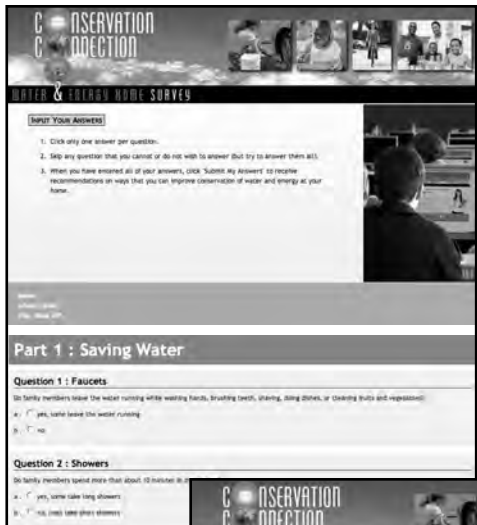 CONSERVATION
CONNECTION
WATER & ENERGY HOME SURVEY
INPUT YOUR ANSWERS
1. Click only one answer per question.
2. Skip any question that you cannot or do not wish to answer (but try to answer them all).
3. When you have entered all of your answers, click 'Submit My Answers' to receive
recommendations on ways that you can improve conservation of water and energy at your
home.
Part 1 : Saving Water
Question 1 : Faucets
Do family members leave the water running while washing hands, brushing teeth, shaving, doing dishes, or cleaning fruits and vegetables?
a. yes, some leave the water running
b. no
Question 2 : Showers
Do family members spend more than about 10 minutes in
a. yes, some take long showers
b. no, most take short showers
CONSERVATION
CONNECTION